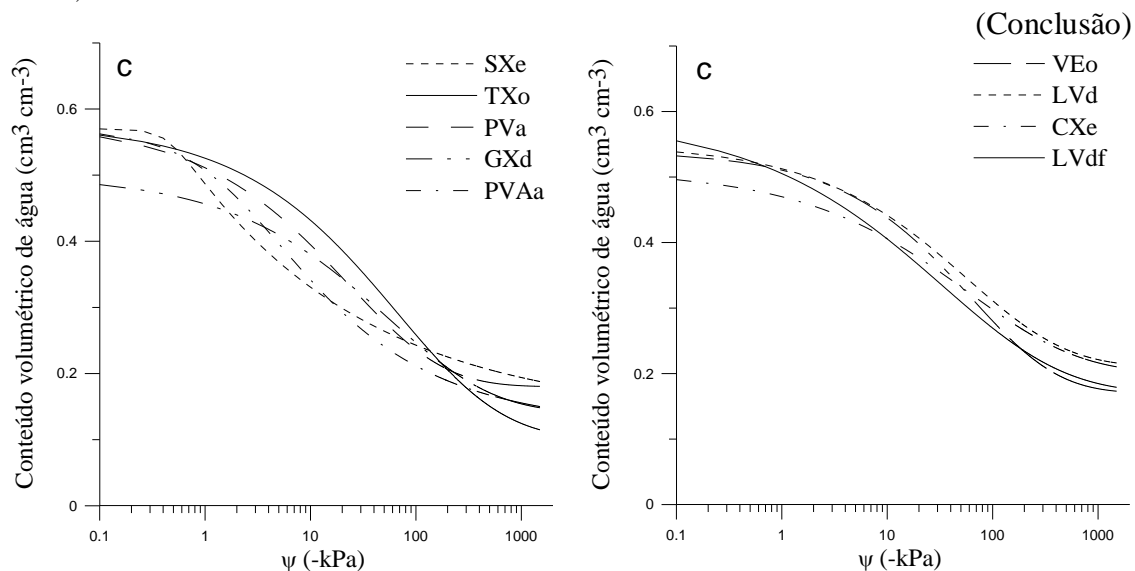 (Conclusão)
C
SXe
TXo
PVa
GXd
PVAa
Conteúdo volumétrico de água (cm3 cm-3)
0.6
0.4
0.2
0
0.1
1
10
100
1000
ψ (-kPa)
C
VEo
LVd
CXe
LVdf
Conteúdo volumétrico de água (cm3 cm-3)
0.6
0.4
0.2
0
0.1
1
10
100
1000
ψ (-kPa)